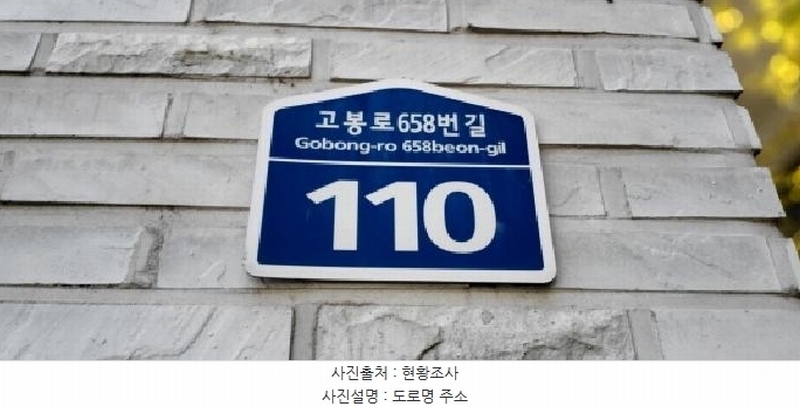 고봉로658번길
Gobong-ro 658beon-gil
110
사진출처 : 현황조사
사진설명 : 도로명 주소